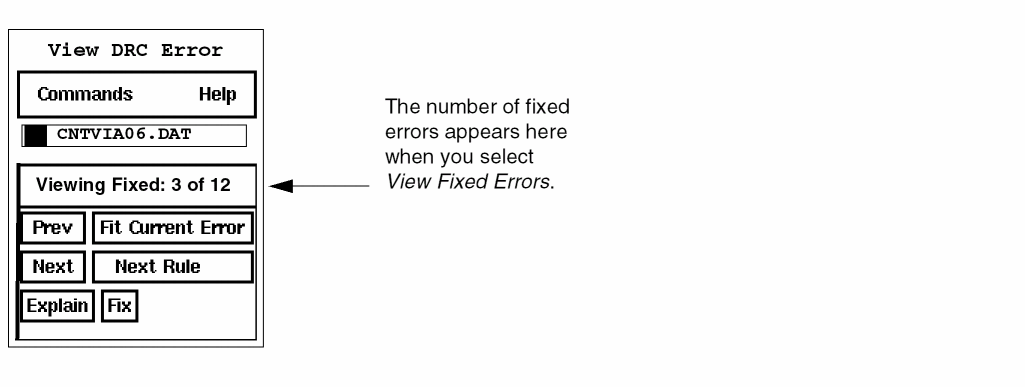 View DRC Error
Commands Help
CNTVIA06.DAT
Viewing Fixed: 3 of 12
Prev Fit Current Error
Next Next Rule
Explain Fix
The number of fixed
errors appears here
when you select
View Fixed Errors.